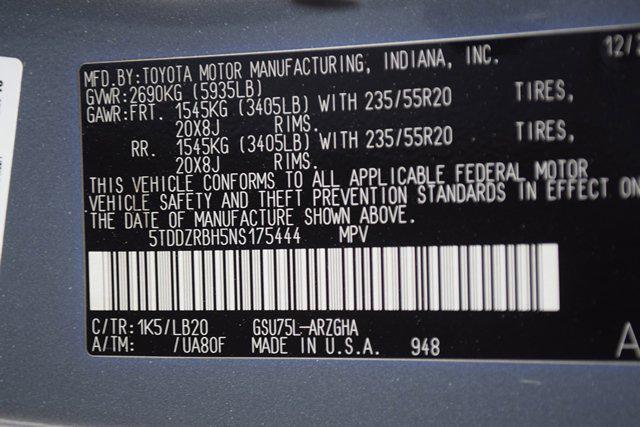 12/
MFD.BY:TOYOTA MOTOR MANUFACTURING, INDIANA, INC.
GVWR:2690KG (5935LB)
GAWR:FRT. 1545KG (3405LB) WITH 235/55R20 TIRES,
20X8J RIMS.
RR. 1545KG (3405LB) WITH 235/55R20 TIRES,
20X8J RIMS.
THIS VEHICLE CONFORMS TO ALL APPLICABLE FEDERAL MOTOR
VEHICLE SAFETY AND THEFT PREVENTION STANDARDS IN EFFECT ON
THE DATE OF MANUFACTURE SHOWN ABOVE.
5TDDZRBH5NS175444 MPV
C/TR: 1K5/LB20 GSU75L-ARZGHA
A/TM: /UA80F MADE IN U.S.A. 948
A